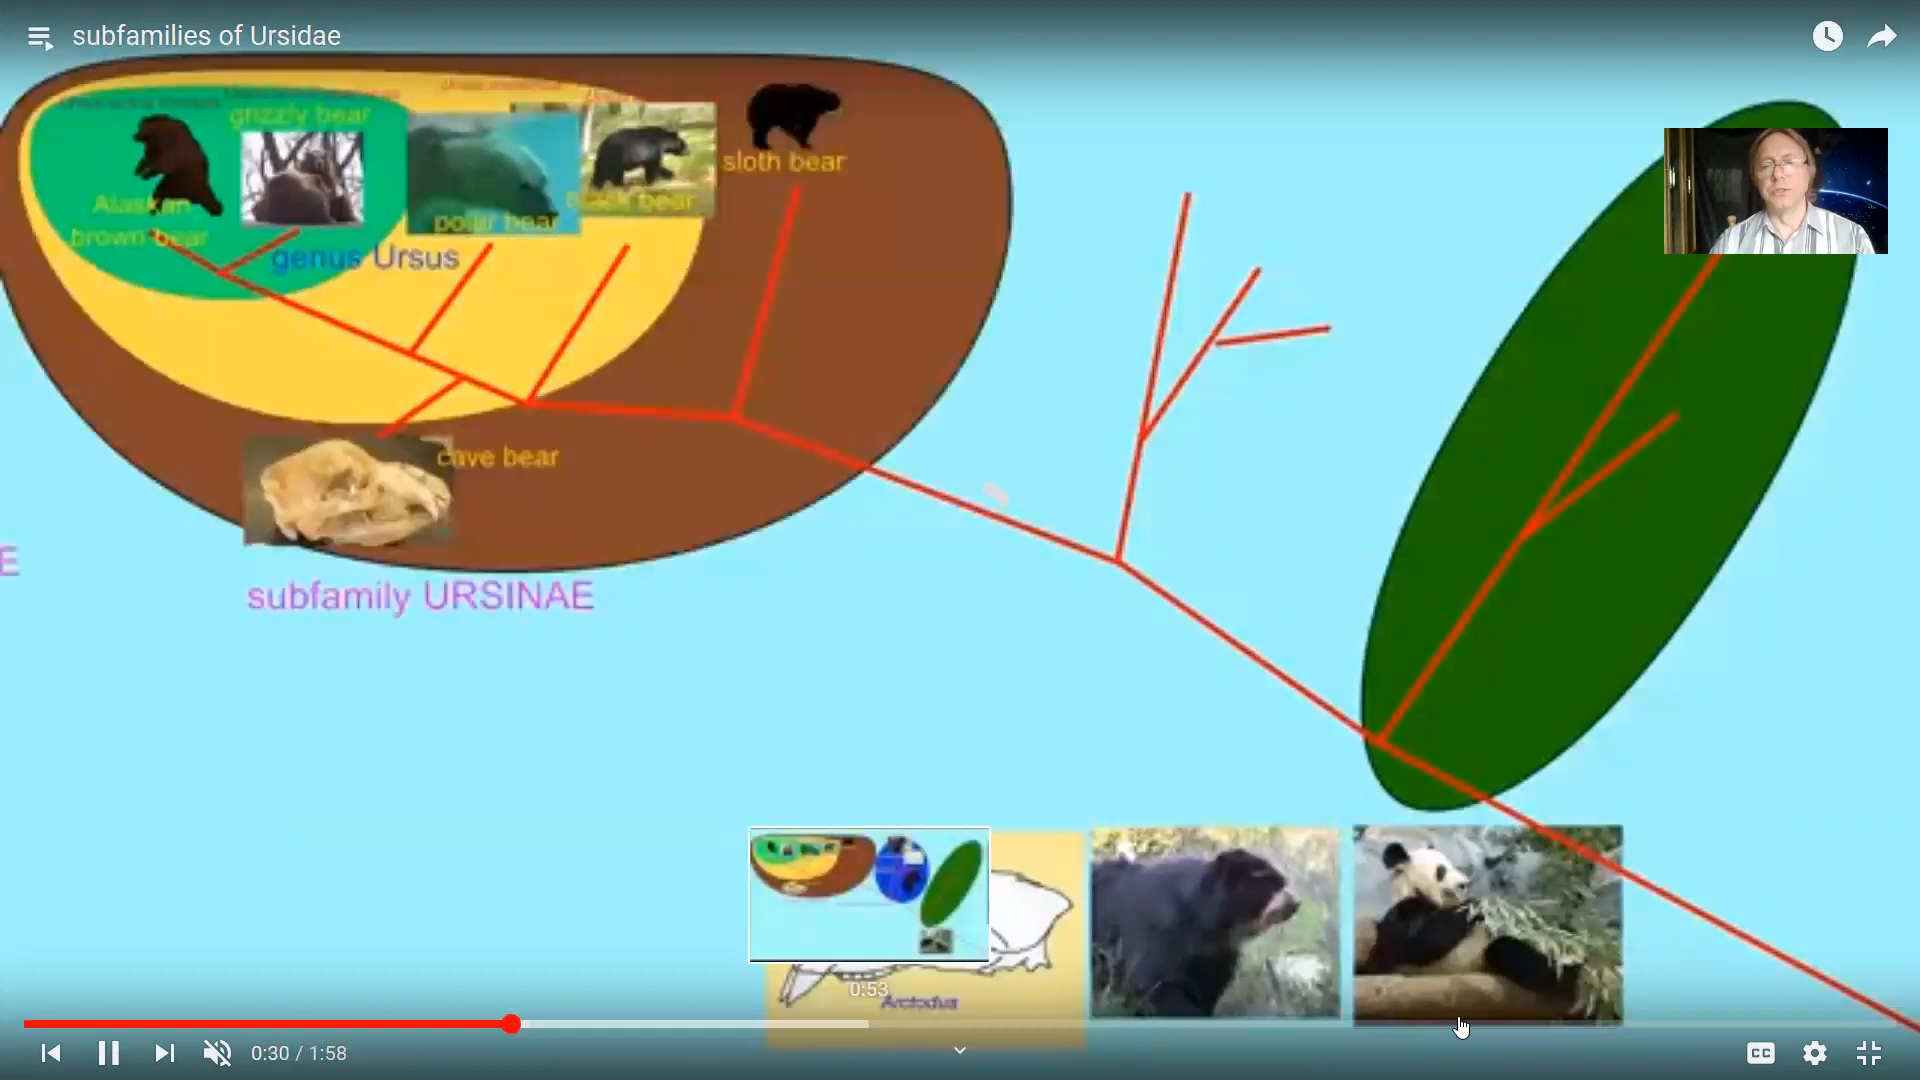 subfamilies of Ursidae
grizzly bear
sloth bear
Alaskan
brown bear
polar bear
black bear
genus Ursus
cave bear
E
subfamily URSINAE
0:53
Arctodus
0:30 / 1:58
CC